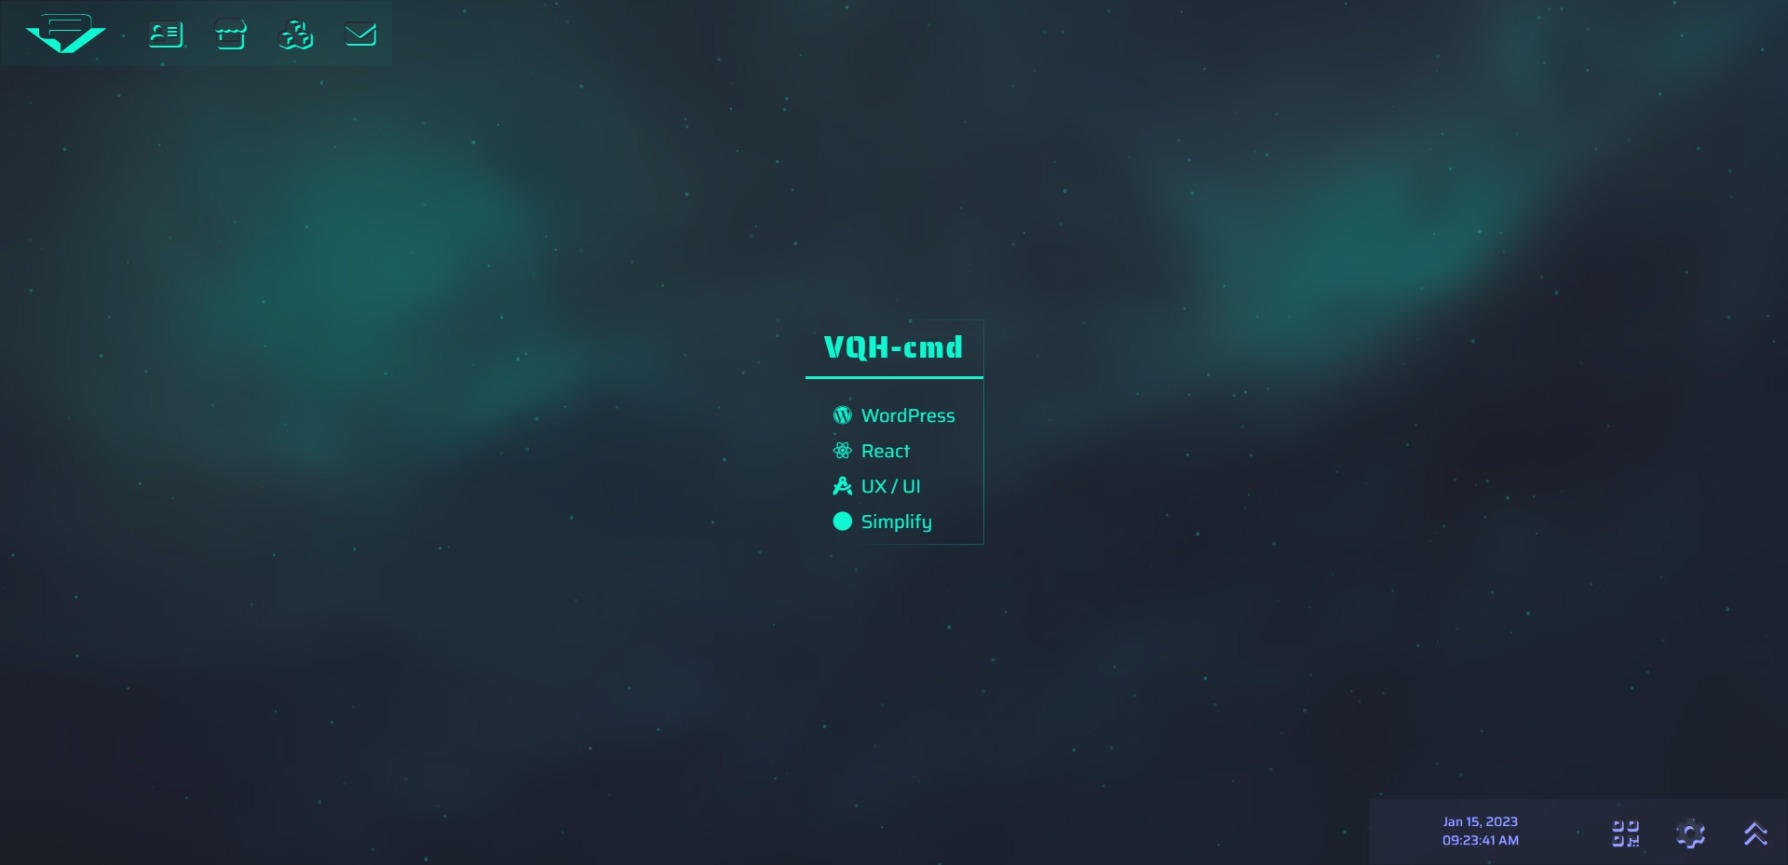 VQH-cmd
WordPress
React
UX / UI
Simplify
Jan 15, 2023
09:23:41 AM